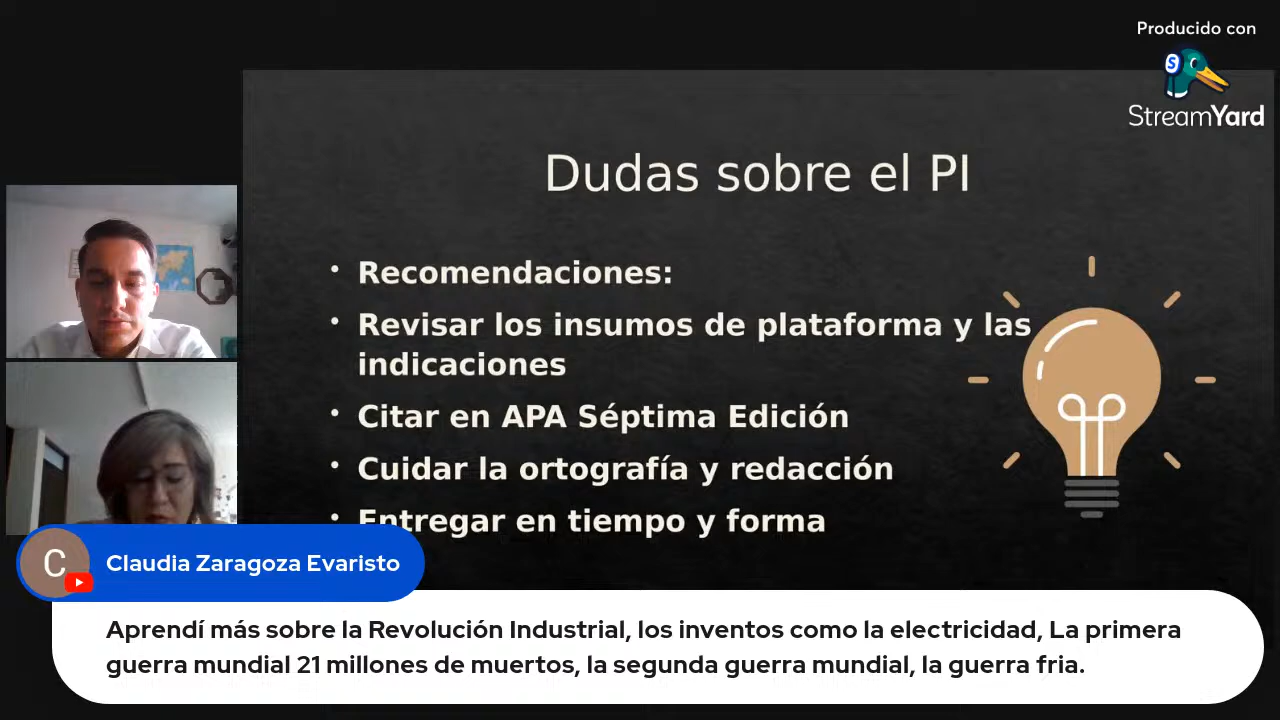 Producido con
StreamYard
Dudas sobre el PI
• Recomendaciones:
• Revisar los insumos de plataforma y las
indicaciones
• Citar en APA Séptima Edición
• Cuidar la ortografía y redacción
• Entregar en tiempo y forma
C
Claudia Zaragoza Evaristo
Aprendí más sobre la Revolución Industrial, los inventos como la electricidad, La primera
guerra mundial 21 millones de muertos, la segunda guerra mundial, la guerra fria.